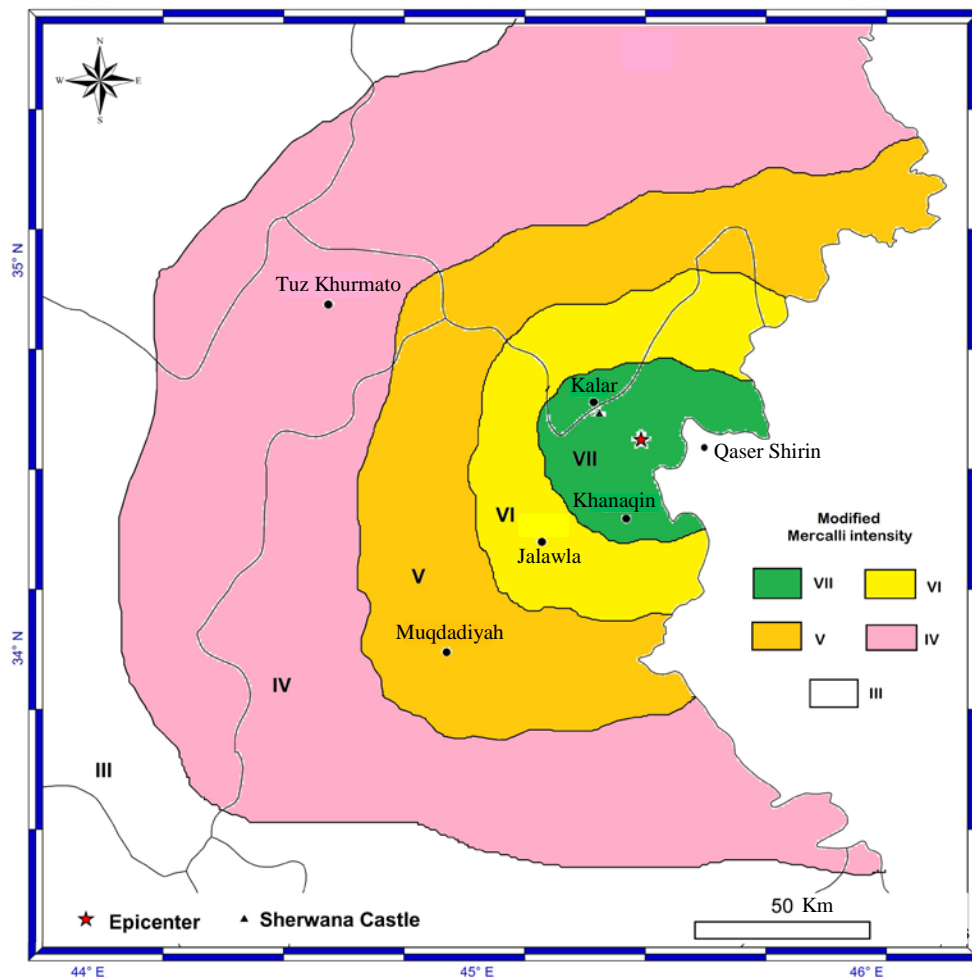 N
W E
S
35° N
Tuz Khurmato
Kalar
Qaser Shirin
VII
Khanaqin
VI
Jalawla
Modified
Mercalli intensity
VII VI
V IV
III
V
Muqdadiyah
34° N
IV
III
Epicenter Sherwana Castle
50 Km
44° E 45° E 46° E